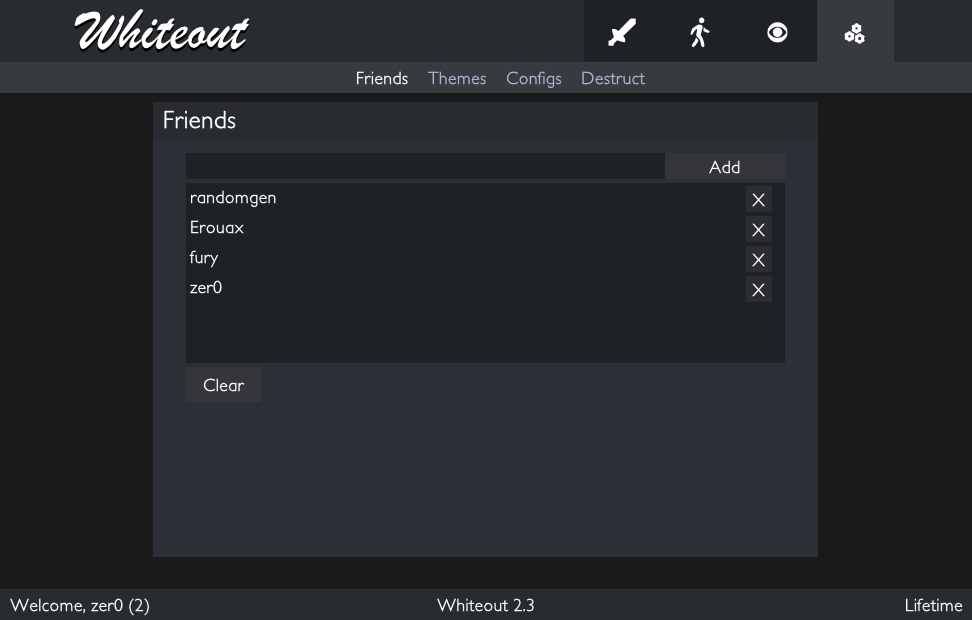 Whiteout
Friends Themes Configs Destruct
Friends
Add
randomgen X
Erouax X
fury X
zer0 X
Clear
Welcome, zer0 (2) Whiteout 2.3 Lifetime